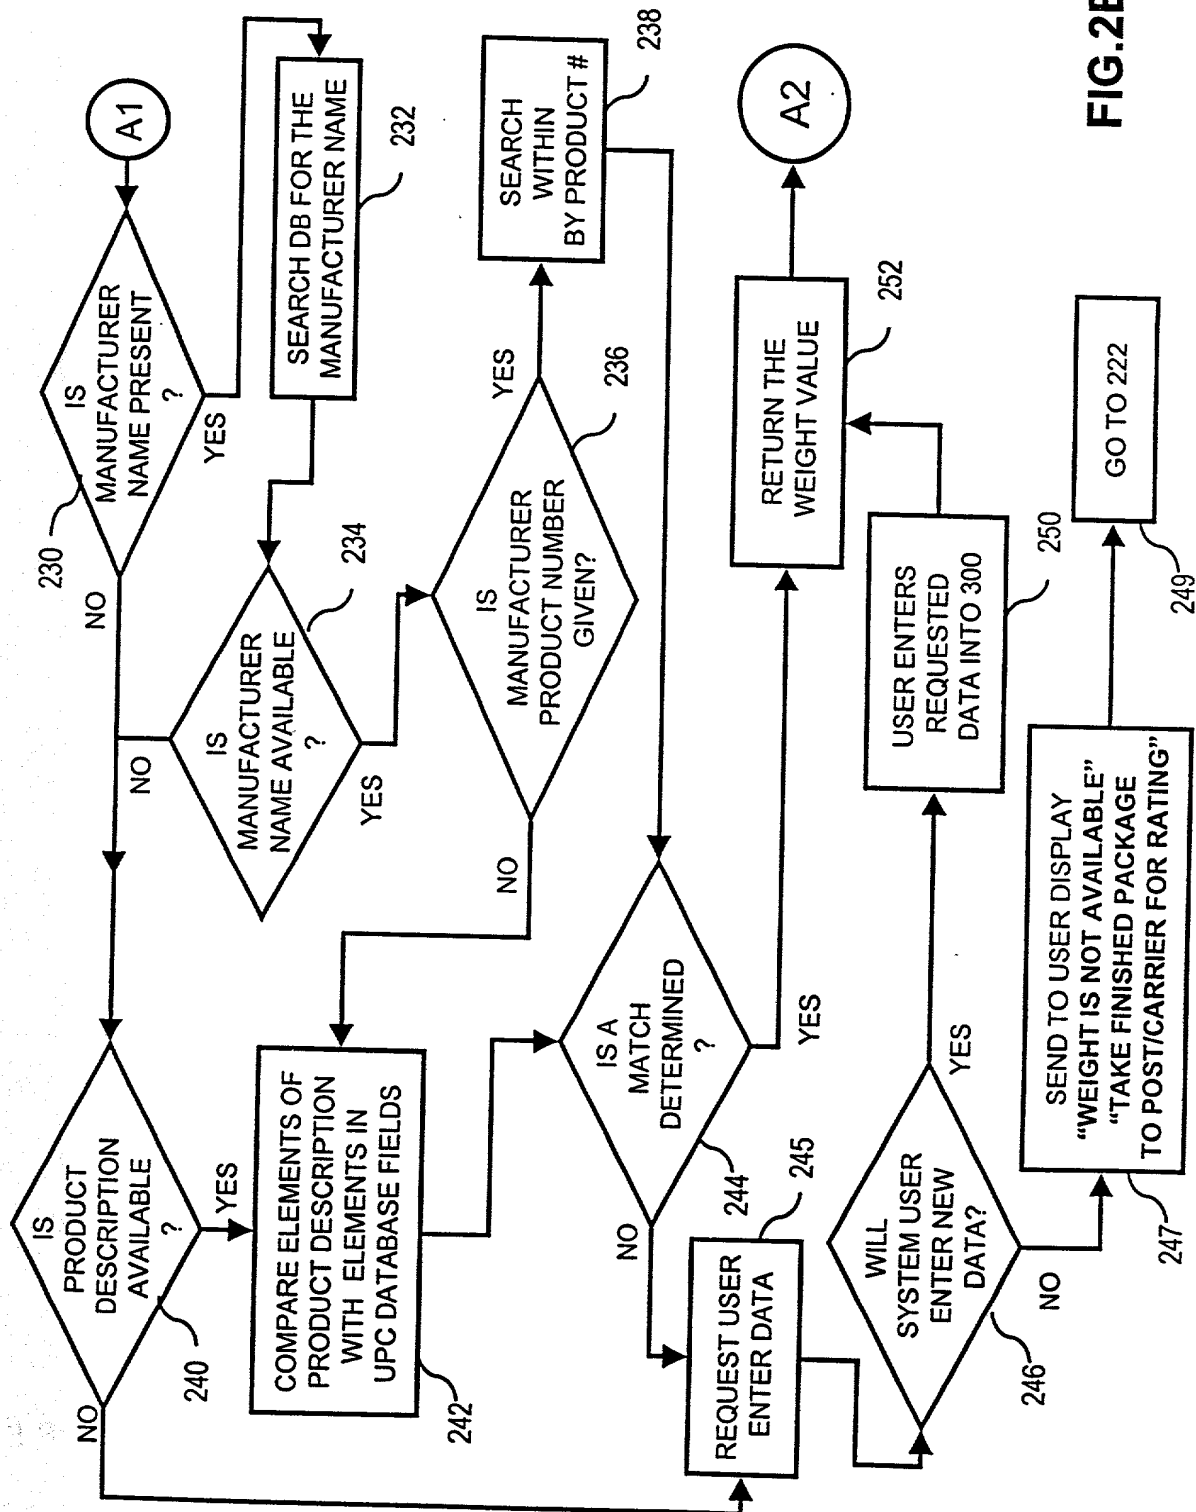 A1
IS
MANUFACTURER
NAME PRESENT
?
230
NO
YES
SEARCH DB FOR THE
MANUFACTURER NAME
232
IS
MANUFACTURER
NAME AVAILABLE
?
234
NO
YES
IS
MANUFACTURER
PRODUCT NUMBER
GIVEN?
236
NO
YES
SEARCH
WITHIN
BY PRODUCT #
238
IS
PRODUCT
DESCRIPTION
AVAILABLE
?
240
NO
YES
COMPARE ELEMENTS OF
PRODUCT DESCRIPTION
WITH ELEMENTS IN
UPC DATABASE FIELDS
242
IS A
MATCH
DETERMINED
?
244
NO
YES
REQUEST USER
ENTER DATA
245
WILL
SYSTEM USER
ENTER NEW
DATA?
246
NO
YES
SEND TO USER DISPLAY
“WEIGHT IS NOT AVAILABLE”
“TAKE FINISHED PACKAGE
TO POST/CARRIER FOR RATING”
247
GO TO 222
249
USER ENTERS
REQUESTED
DATA INTO 300
250
RETURN THE
WEIGHT VALUE
252
A2
FIG.2B